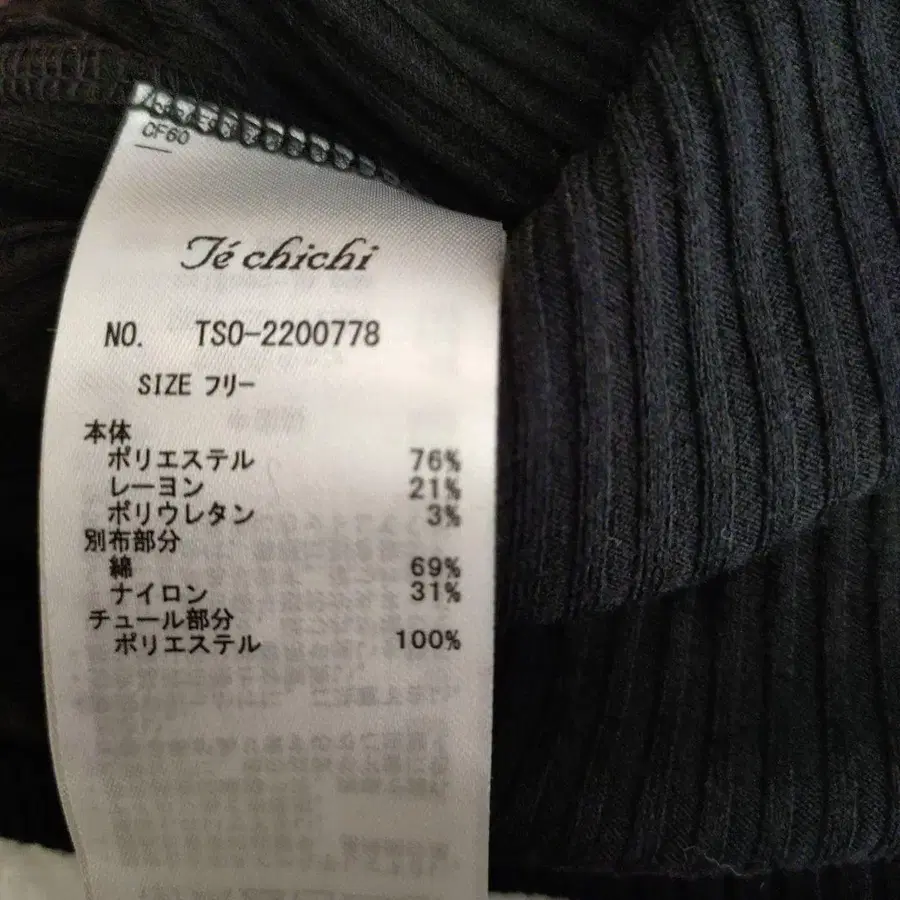 CF60
Té chichi
NO. TSO-2200778
SIZE フリー
本体
ポリエステル 76%
レーヨン 21%
ポリウレタン 3%
別布部分
綿 69%
ナイロン 31%
チュール部分
ポリエステル 100%